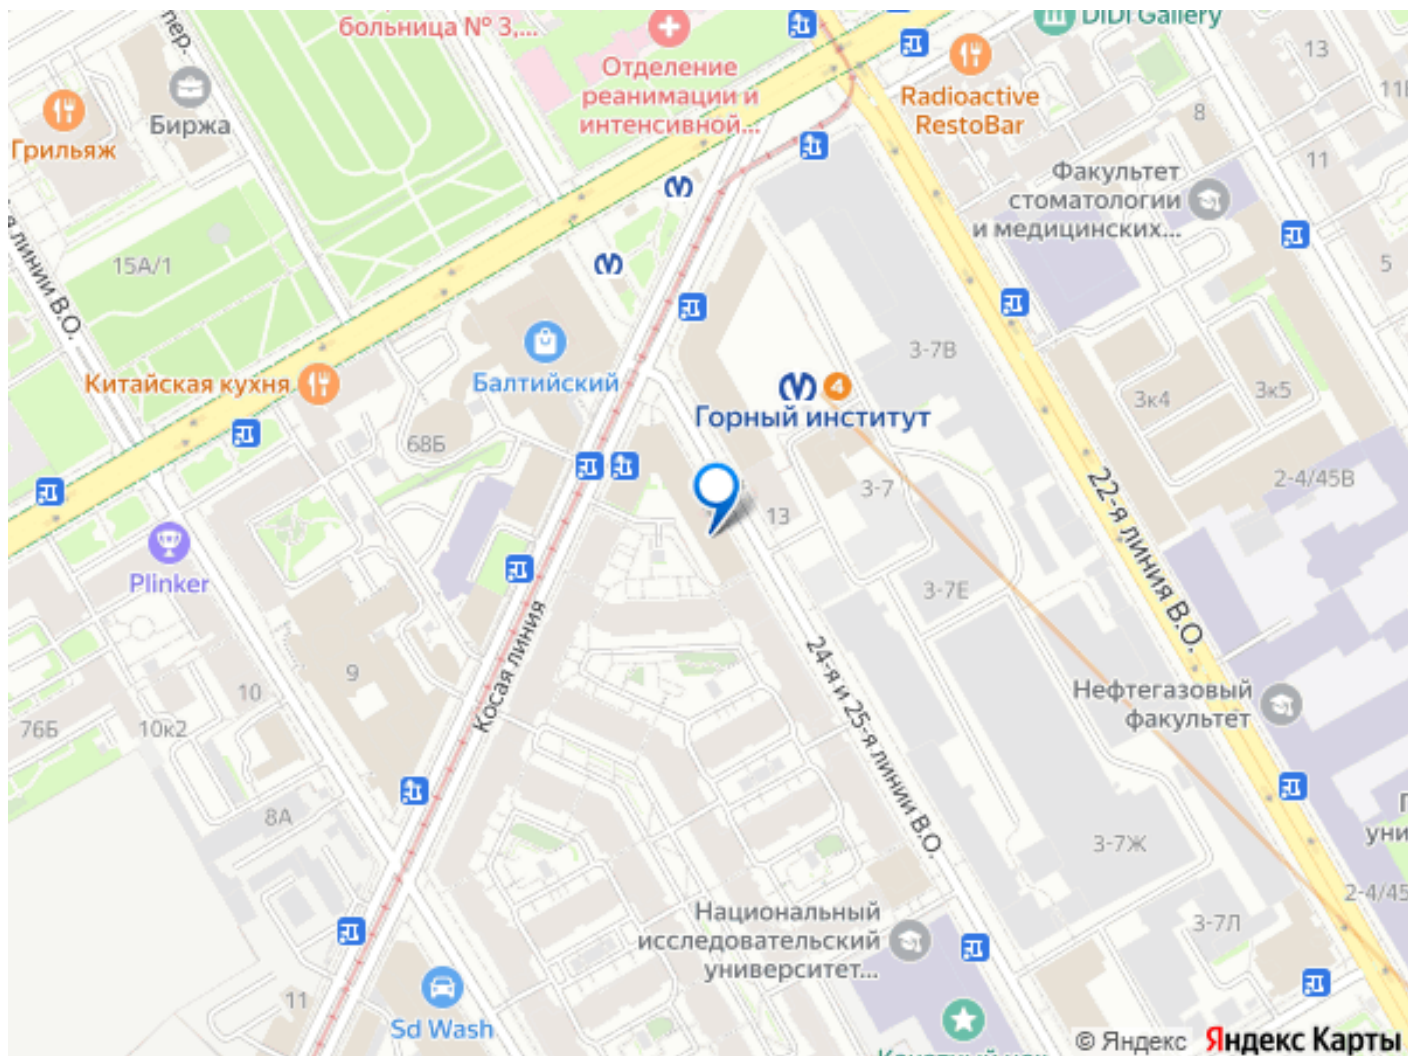 больница № 3,...
DiDi Gallery
пер.
Отделение
реанимации и
интенсивной...
Биржа
Грильяж
Radioactive
RestoBar
13
8
11
Факультет
стоматологии
и медицинских...
5
линии В.О.
15А/1
3-7В
Балтийский
Китайская кухня
4
Горный институт
3к4
3к5
68Б
2-4/45В
3-7
13
22-я линия В.О.
Plinker
3-7Е
Косая линия
24-я и 25-я линии В.О.
9
10
76Б
10к2
Нефтегазовый
факультет
8А
3-7Ж
2-4/45
Национальный
исследовательский
университет...
3-7Л
11
Sd Wash
© Яндекс
Яндекс Карты